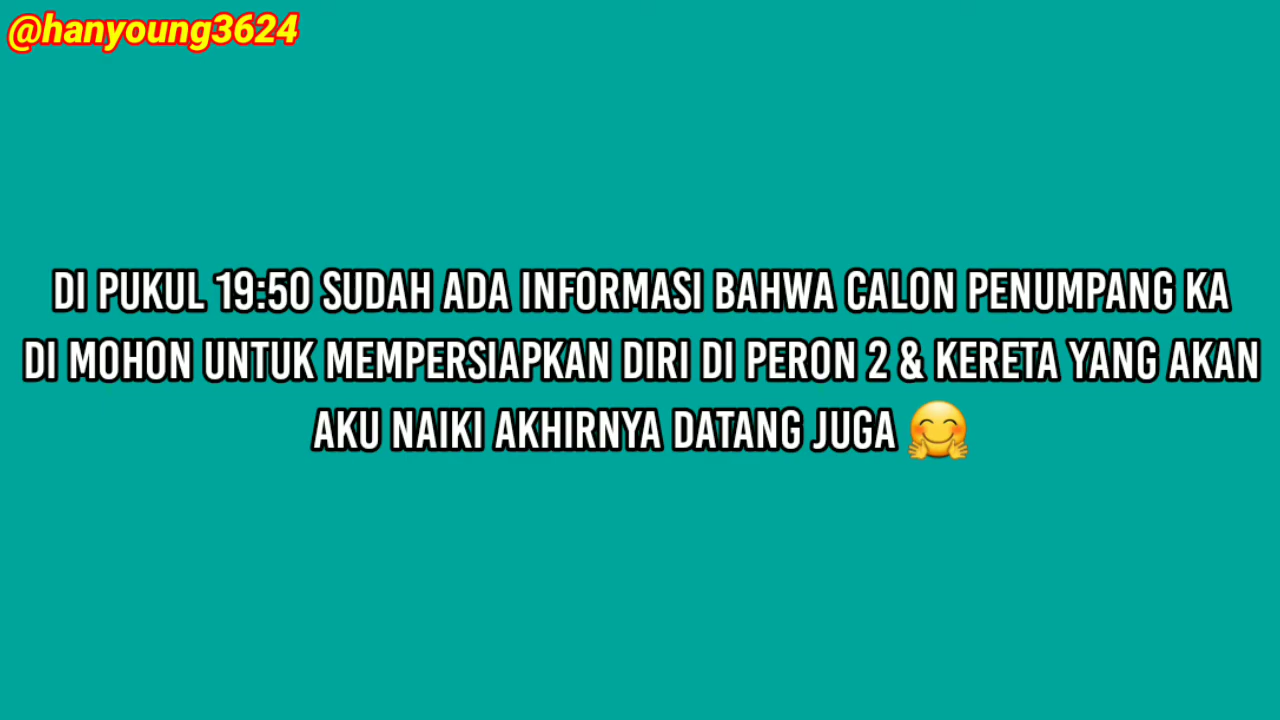 @hanyoung3624
DI PUKUL 19:50 SUDAH ADA INFORMASI BAHWA CALON PENUMPANG KA
DI MOHON UNTUK MEMPERSIAPKAN DIRI DI PERON 2 & KERETA YANG AKAN
AKU NAIKI AKHIRNYA DATANG JUGA 🤗